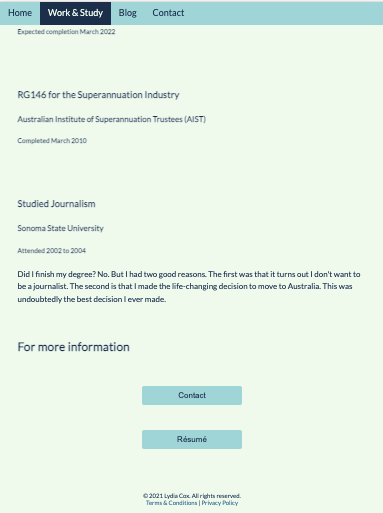 Home Work & Study Blog Contact
Expected completion March 2022
RG146 for the Superannuation Industry
Australian Institute of Superannuation Trustees (AIST)
Completed March 2010
Studied Journalism
Sonoma State University
Attended 2002 to 2004
Did I finish my degree? No. But I had two good reasons. The first was that it turns out I don't want to
be a journalist. The second is that I made the life-changing decision to move to Australia. This was
undoubtedly the best decision I ever made.
For more information
Contact
Résumé
© 2021 Lydia Cox. All rights reserved.
Terms & Conditions | Privacy Policy